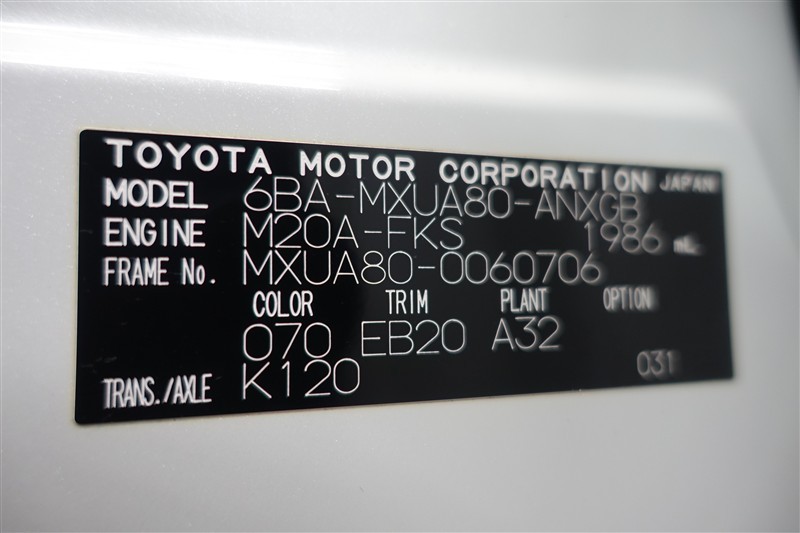 TOYOTA MOTOR CORPORATION JAPAN
MODEL 6BA-MXUA80-ANXGB
ENGINE M20A-FKS 1986 mL
FRAME No. MXUA80-0060706
COLOR TRIM PLANT OPTION
070 EB20 A32
TRANS./AXLE K120 031